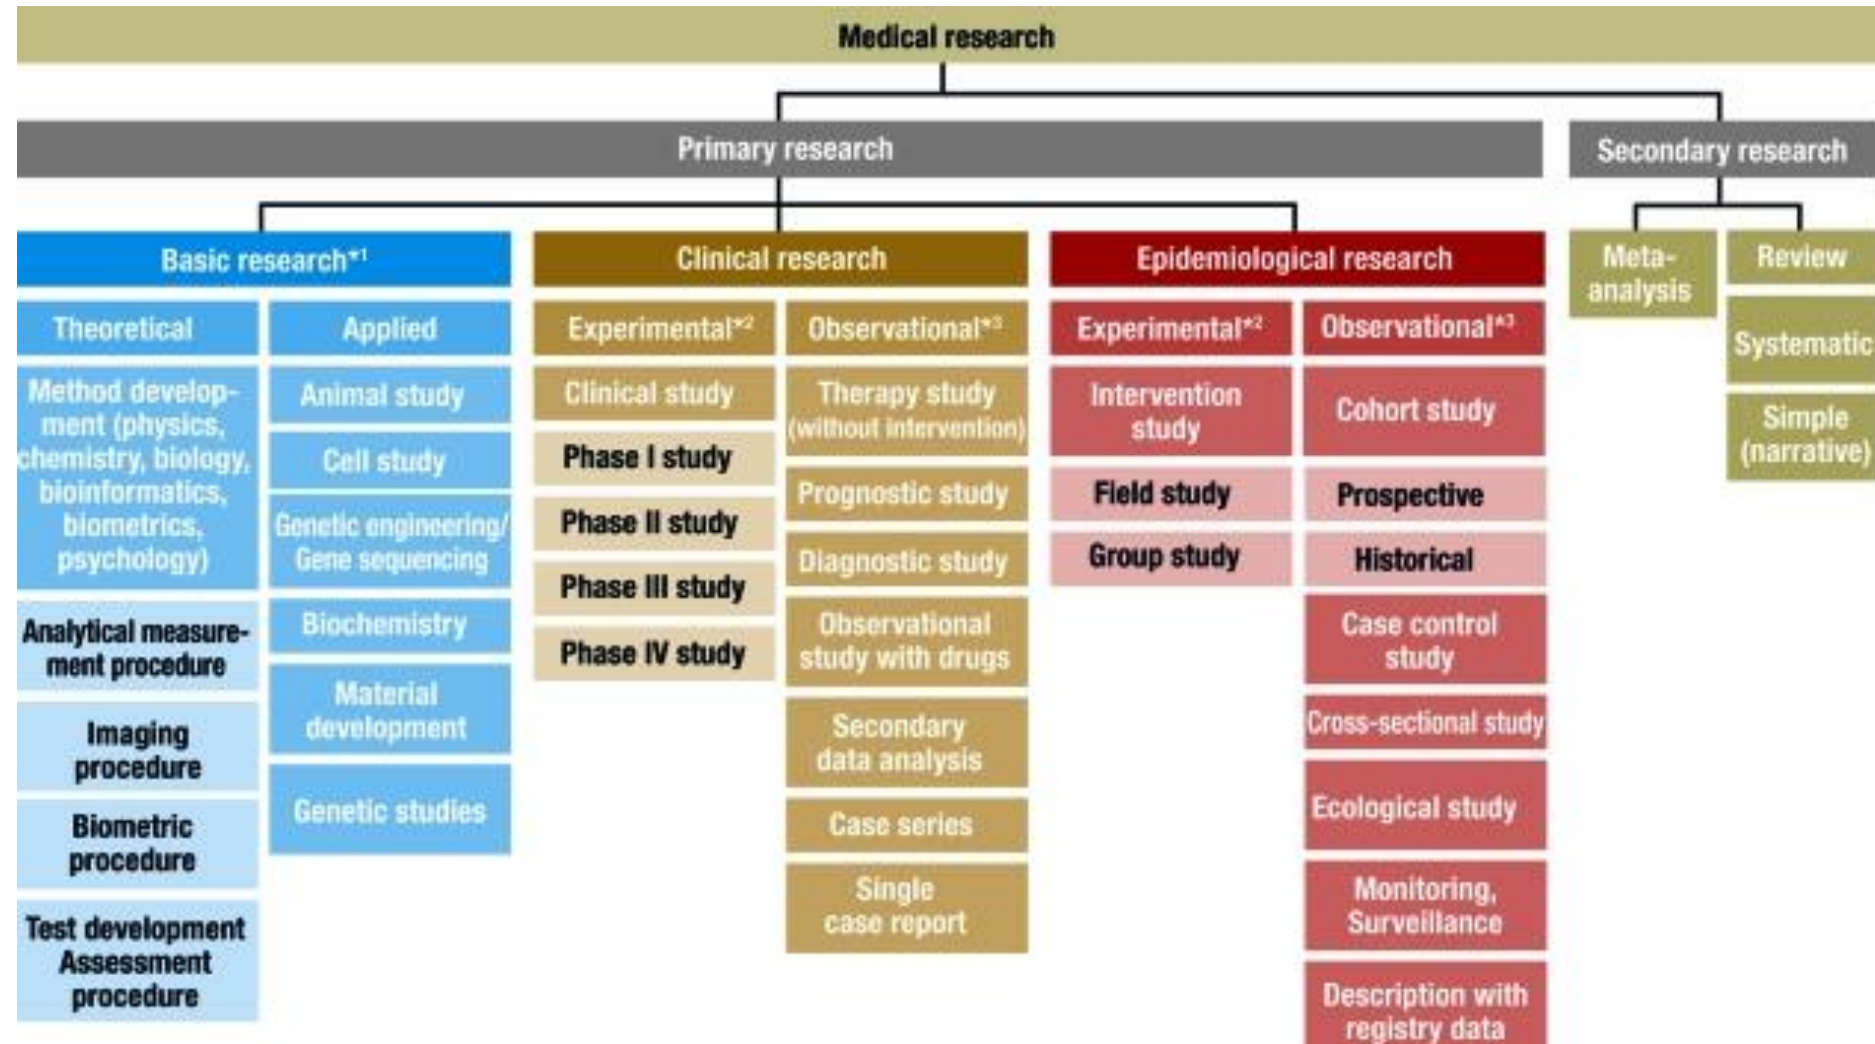 Medical research
Primary research
Secondary research
Basic research*1
Clinical research
Epidemiological research
Meta-
analysis
Review
Systematic
Simple
(narrative)
Theoretical
Method develop-
ment (physics,
chemistry, biology,
bioinformatics,
biometrics,
psychology)
Analytical measure-
ment procedure
Imaging
procedure
Biometric
procedure
Test development
Assessment
procedure
Applied
Animal study
Cell study
Genetic engineering/
Gene sequencing
Biochemistry
Material
development
Genetic studies
Experimental*2
Clinical study
Phase I study
Phase II study
Phase III study
Phase IV study
Observational*3
Therapy study
(without intervention)
Prognostic study
Diagnostic study
Observational
study with drugs
Secondary
data analysis
Case series
Single
case report
Experimental*2
Intervention
study
Field study
Group study
Observational*3
Cohort study
Prospective
Historical
Case control
study
Cross-sectional study
Ecological study
Monitoring,
Surveillance
Description with
registry data